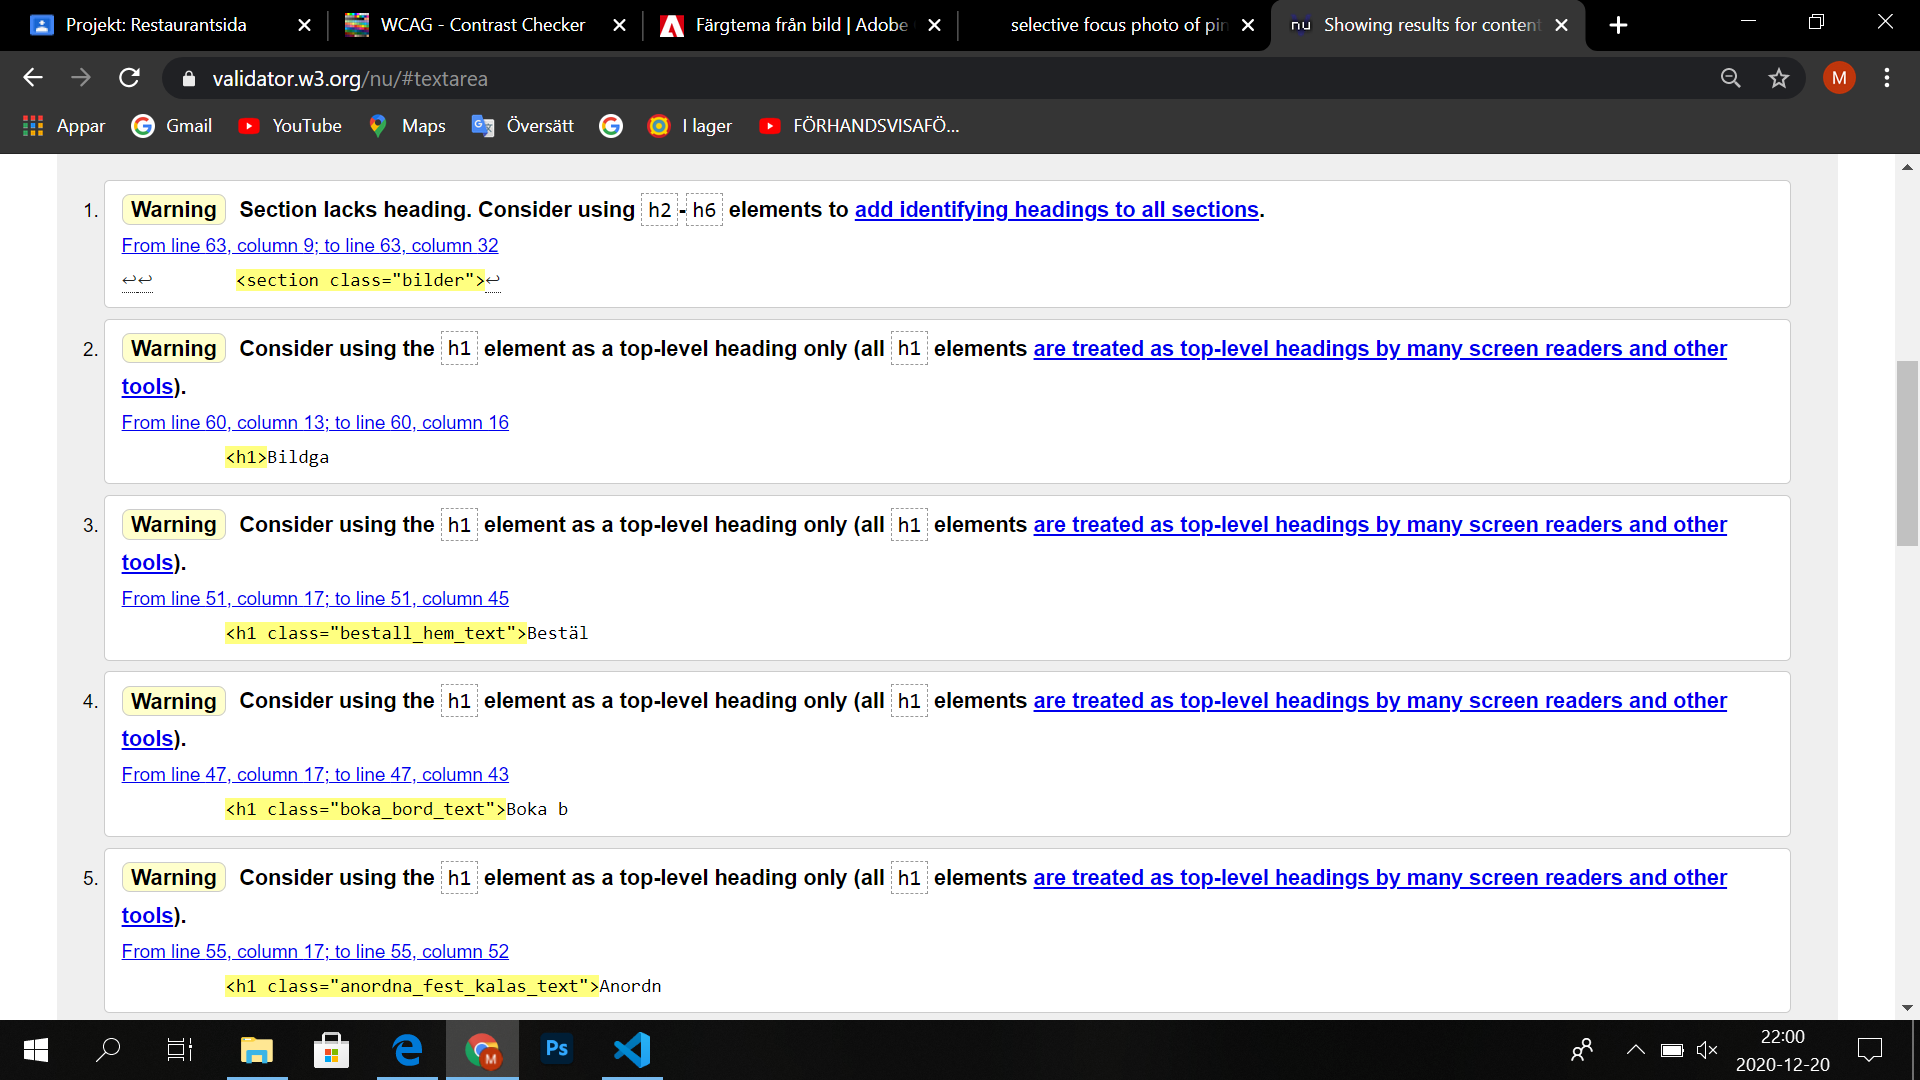 Projekt: Restaurantsida
WCAG - Contrast Checker
Färgtema från bild | Adobe
selective focus photo of pin
nu Showing results for content
validator.w3.org/nu/#textarea
M
Appar Gmail YouTube Maps Översätt I lager FÖRHANDSVISAFÖ...
1. Warning Section lacks heading. Consider using h2-h6 elements to add identifying headings to all sections.
From line 63, column 9; to line 63, column 32
↩↩ <section class="bilder">↩
2. Warning Consider using the h1 element as a top-level heading only (all h1 elements are treated as top-level headings by many screen readers and other
tools).
From line 60, column 13; to line 60, column 16
<h1>Bildga
3. Warning Consider using the h1 element as a top-level heading only (all h1 elements are treated as top-level headings by many screen readers and other
tools).
From line 51, column 17; to line 51, column 45
<h1 class="bestall_hem_text">Bestäl
4. Warning Consider using the h1 element as a top-level heading only (all h1 elements are treated as top-level headings by many screen readers and other
tools).
From line 47, column 17; to line 47, column 43
<h1 class="boka_bord_text">Boka b
5. Warning Consider using the h1 element as a top-level heading only (all h1 elements are treated as top-level headings by many screen readers and other
tools).
From line 55, column 17; to line 55, column 52
<h1 class="anordna_fest_kalas_text">Anordn
M
Ps
22:00
2020-12-20